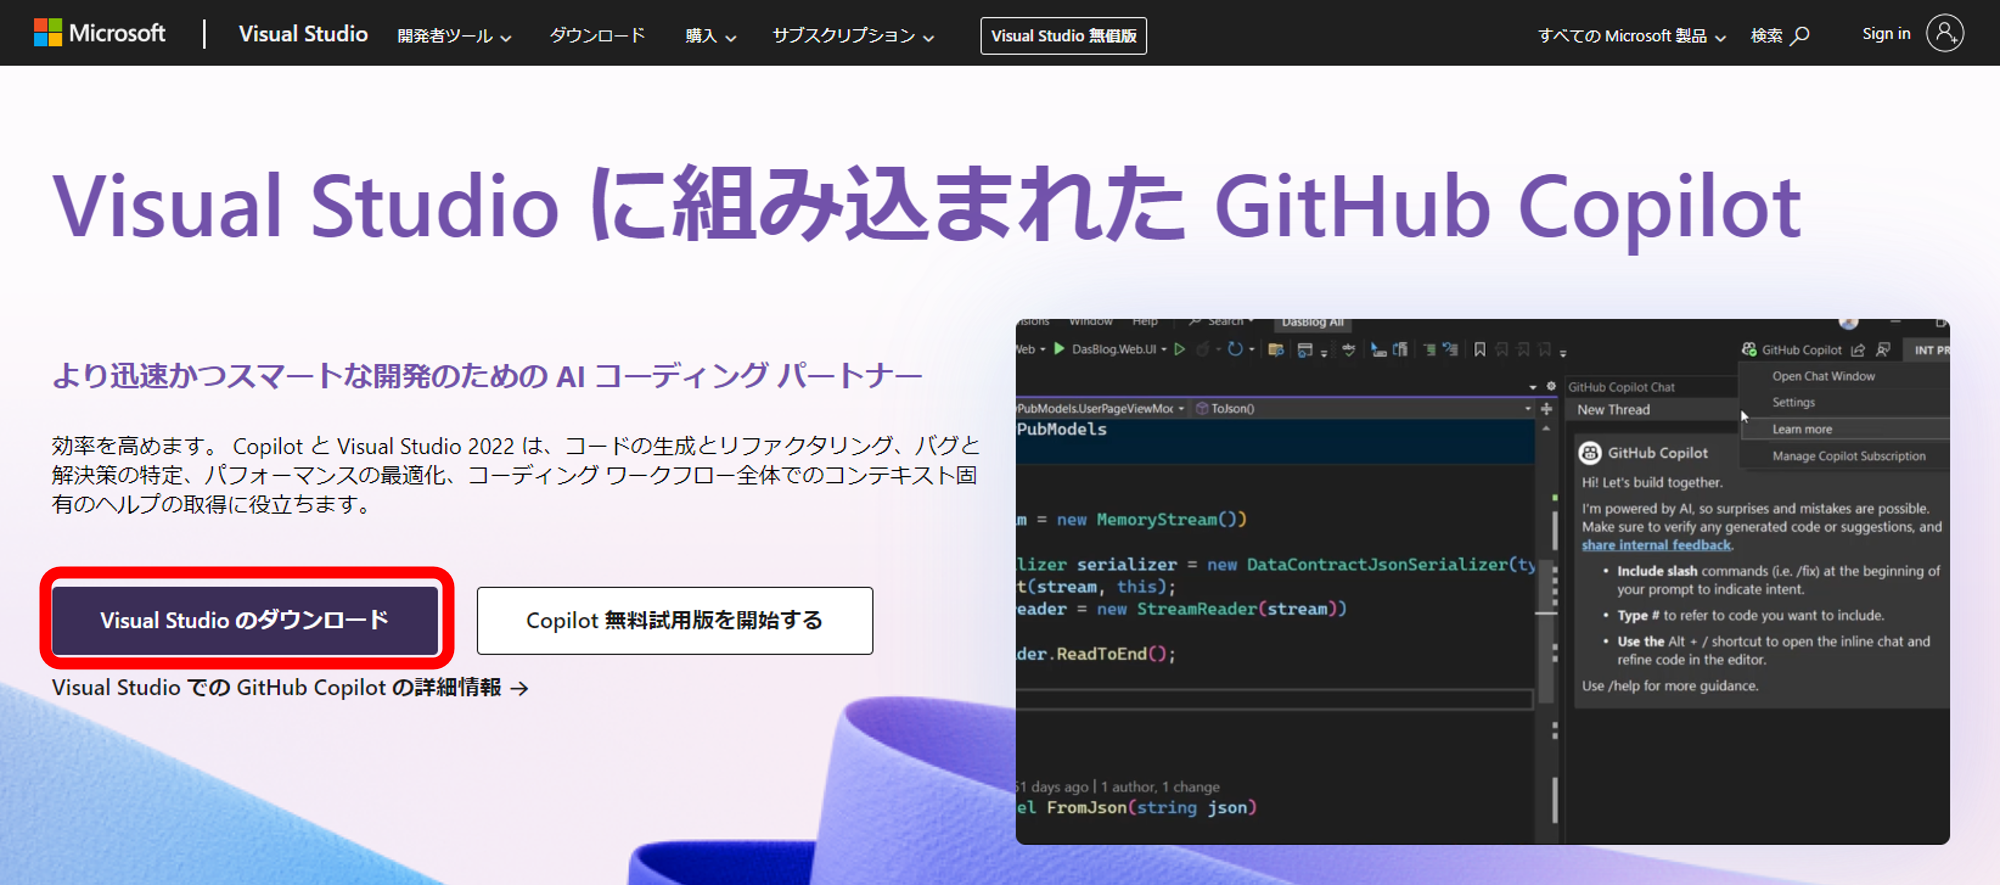 Microsoft
Visual Studio 開発者ツール ダウンロード 購入 サブスクリプション Visual Studio 無償版 すべての Microsoft 製品 検索 Sign in
Visual Studio に組み込まれた GitHub Copilot
より迅速かつスマートな開発のための AI コーディング パートナー
効率を高めます。 Copilot と Visual Studio 2022 は、コードの生成とリファクタリング、バグと
解決策の特定、パフォーマンスの最適化、コーディング ワークフロー全体でのコンテキスト固
有のヘルプの取得に役立ちます。
Visual Studio のダウンロード
Copilot 無料試用版を開始する
Visual Studio での GitHub Copilot の詳細情報 →
Window Help Search DasBlog All
DasBlog.Web.UI GitHub Copilot INT PR
PubModels.UserPageViewMoc ToJson()
PubModels
= new MemoryStream())
lizer serializer = new DataContractJsonSerializer(ty
t(stream, this);
eader = new StreamReader(stream))
der.ReadToEnd();
51 days ago | 1 author, 1 change
el FromJson(string json)
Open Chat Window
Settings
Learn more
Manage Copilot Subscription
GitHub Copilot Chat
New Thread
GitHub Copilot
Hi! Let's build together.
I'm powered by AI, so surprises and mistakes are possible.
Make sure to verify any generated code or suggestions, and
share internal feedback.
• Include slash commands (i.e. /fix) at the beginning of
your prompt to indicate intent.
• Type # to refer to code you want to include.
• Use the Alt + / shortcut to open the inline chat and
refine code in the editor.
Use /help for more guidance.